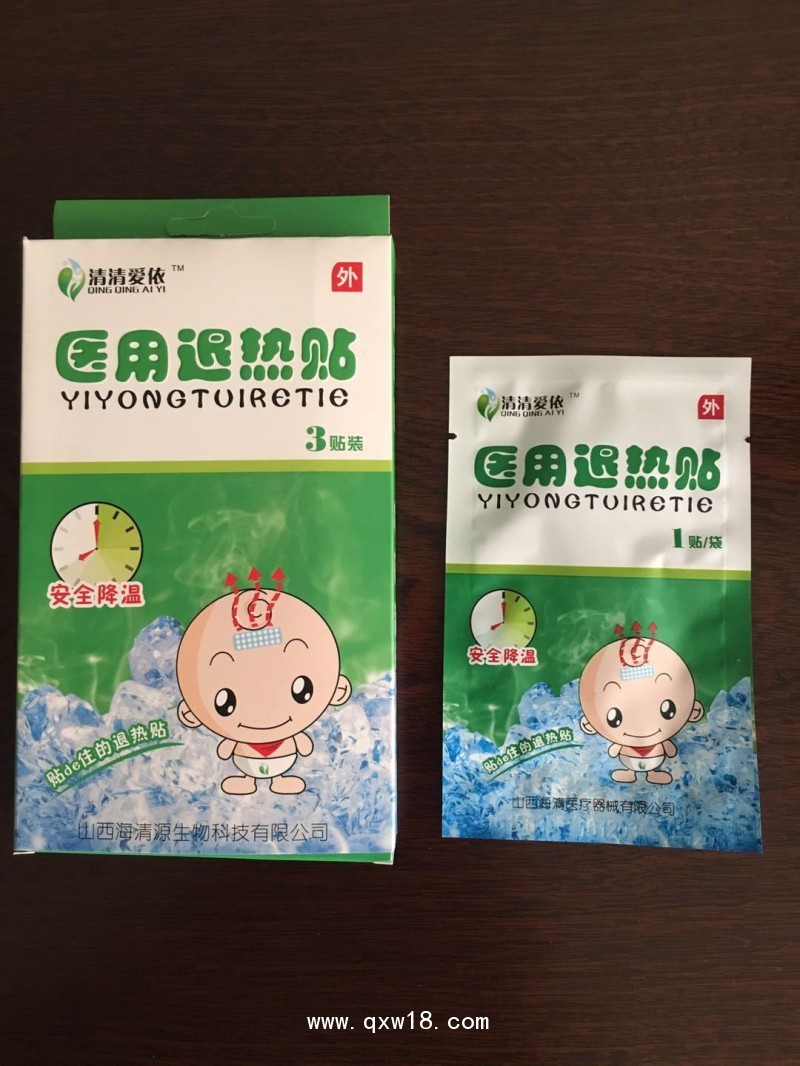 清清爱依™
QING QING AI YI
外
医用退热贴
YIYONGTUIRETIE
3贴装
安全降温
贴de住的退热贴
山西海清源生物科技有限公司
清清爱依™
QING QING AI YI
外
医用退热贴
YIYONGTUIRETIE
1贴/袋
安全降温
贴de住的退热贴
山西海清医疗器械有限公司
www.qxw18.com